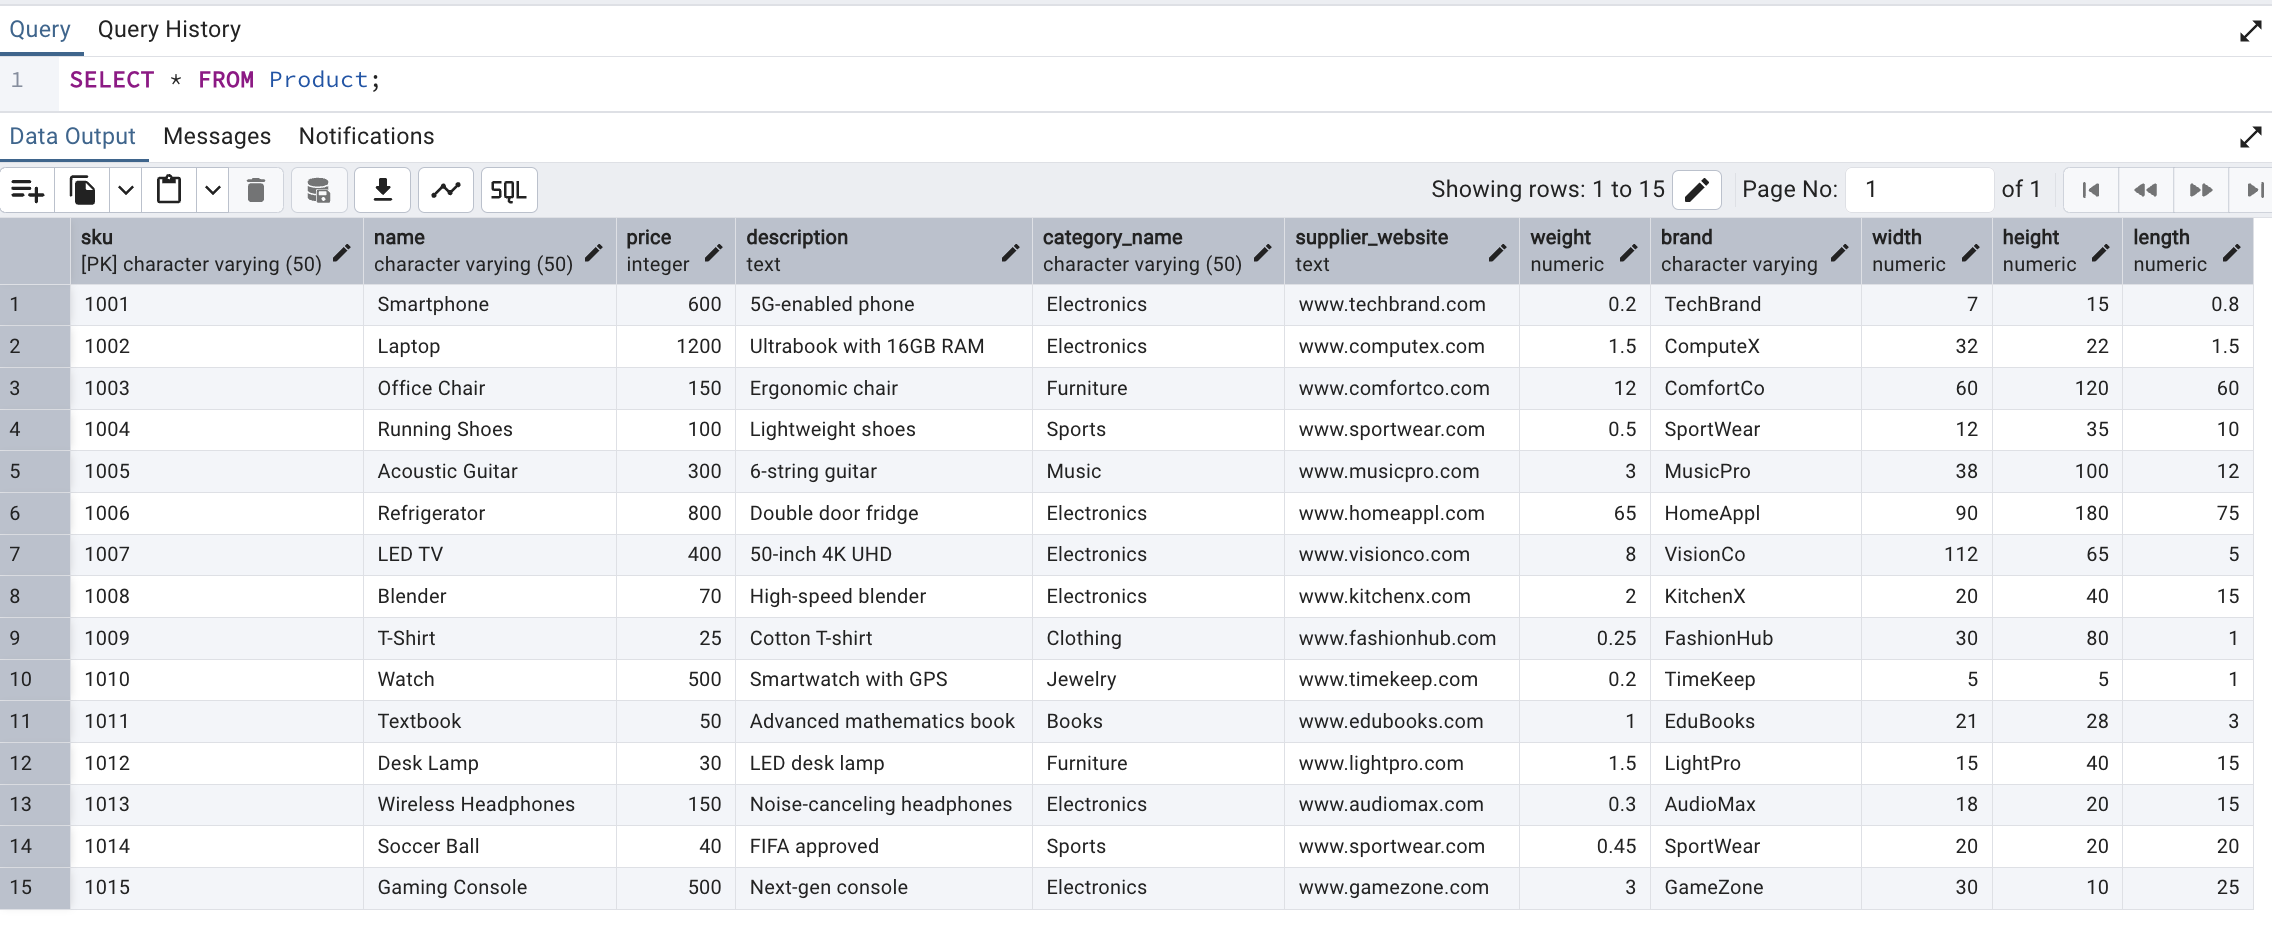 Query Query History
1 SELECT * FROM Product;
Data Output Messages Notifications
SQL Showing rows: 1 to 15 Page No: 1 of 1
sku name price description category_name supplier_website weight brand width height length
[PK] character varying (50) character varying (50) integer text character varying (50) text numeric character varying numeric numeric numeric
1 1001 Smartphone 600 5G-enabled phone Electronics www.techbrand.com 0.2 TechBrand 7 15 0.8
2 1002 Laptop 1200 Ultrabook with 16GB RAM Electronics www.computex.com 1.5 ComputeX 32 22 1.5
3 1003 Office Chair 150 Ergonomic chair Furniture www.comfortco.com 12 ComfortCo 60 120 60
4 1004 Running Shoes 100 Lightweight shoes Sports www.sportwear.com 0.5 SportWear 12 35 10
5 1005 Acoustic Guitar 300 6-string guitar Music www.musicpro.com 3 MusicPro 38 100 12
6 1006 Refrigerator 800 Double door fridge Electronics www.homeappl.com 65 HomeAppl 90 180 75
7 1007 LED TV 400 50-inch 4K UHD Electronics www.visionco.com 8 VisionCo 112 65 5
8 1008 Blender 70 High-speed blender Electronics www.kitchenx.com 2 KitchenX 20 40 15
9 1009 T-Shirt 25 Cotton T-shirt Clothing www.fashionhub.com 0.25 FashionHub 30 80 1
10 1010 Watch 500 Smartwatch with GPS Jewelry www.timekeep.com 0.2 TimeKeep 5 5 1
11 1011 Textbook 50 Advanced mathematics book Books www.edubooks.com 1 EduBooks 21 28 3
12 1012 Desk Lamp 30 LED desk lamp Furniture www.lightpro.com 1.5 LightPro 15 40 15
13 1013 Wireless Headphones 150 Noise-canceling headphones Electronics www.audiomax.com 0.3 AudioMax 18 20 15
14 1014 Soccer Ball 40 FIFA approved Sports www.sportwear.com 0.45 SportWear 20 20 20
15 1015 Gaming Console 500 Next-gen console Electronics www.gamezone.com 3 GameZone 30 10 25